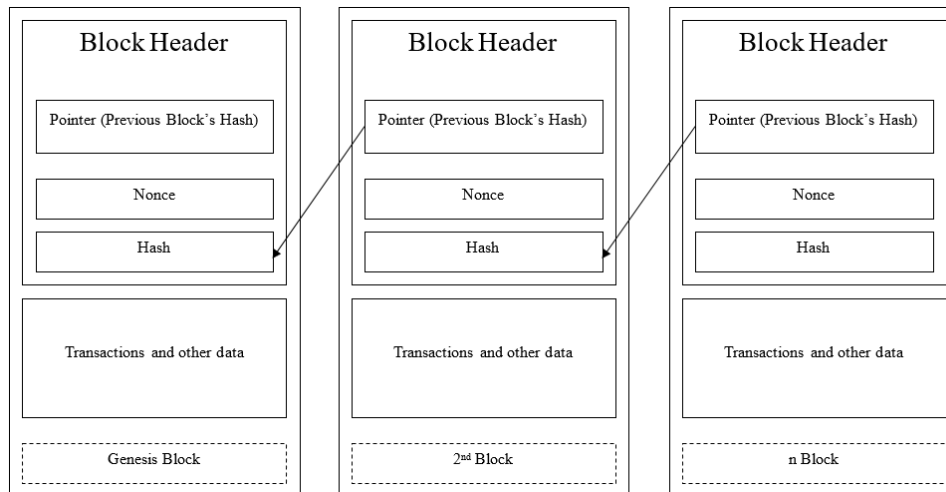 Block Header
Pointer (Previous Block’s Hash)
Nonce
Hash
Transactions and other data
Genesis Block
Block Header
Pointer (Previous Block’s Hash)
Nonce
Hash
Transactions and other data
2nd Block
Block Header
Pointer (Previous Block’s Hash)
Nonce
Hash
Transactions and other data
n Block